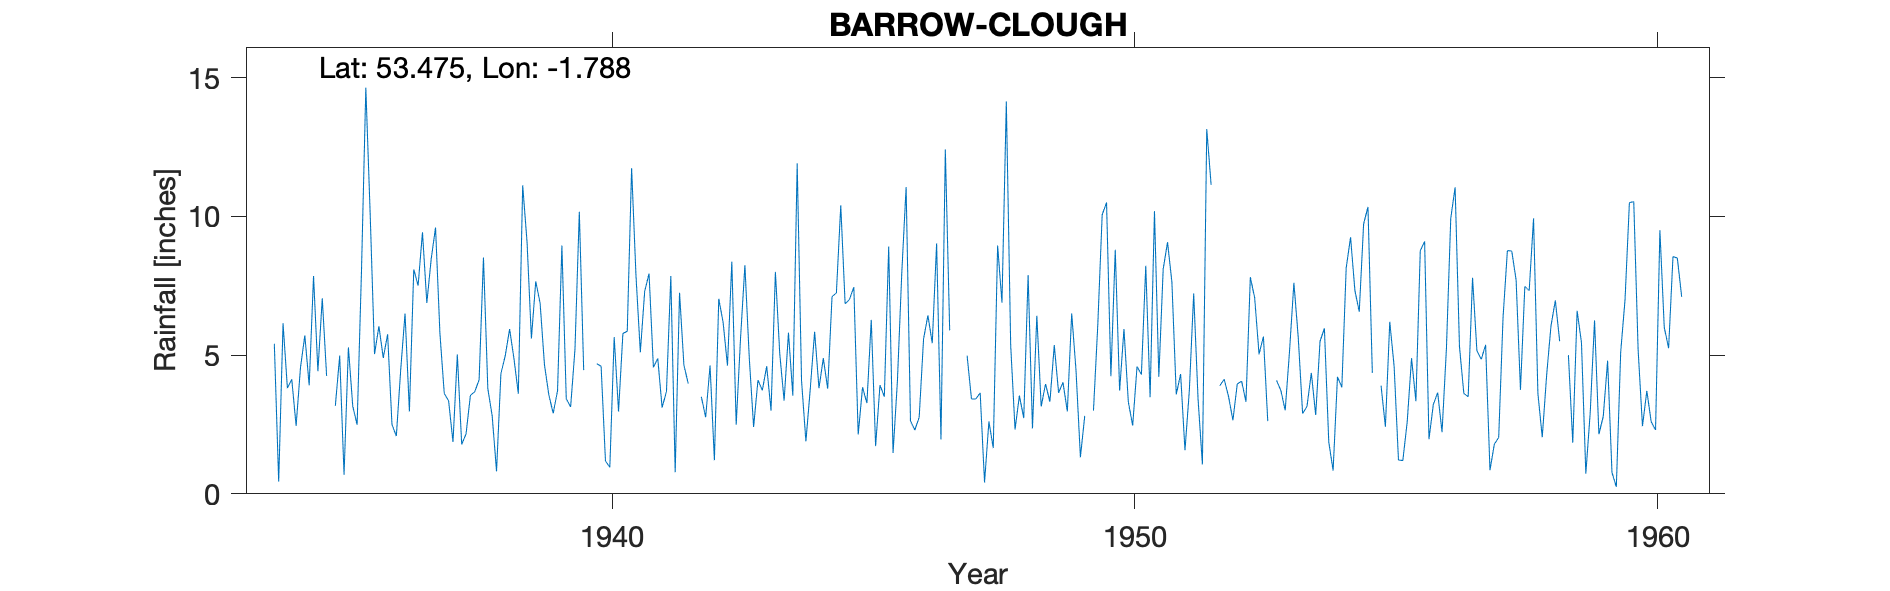 BARROW-CLOUGH
Lat: 53.475, Lon: -1.788
15
10
5
0
Rainfall [inches]
1940
1950
1960
Year